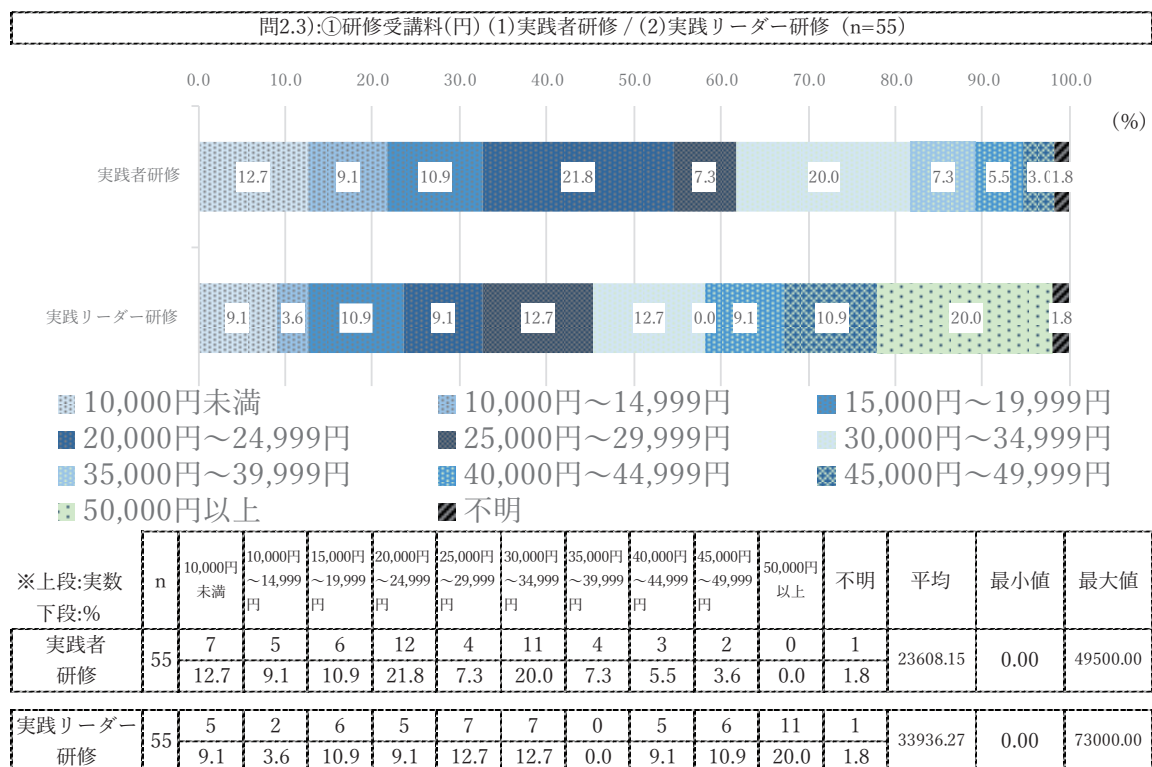 問2.3):①研修受講料(円) (1)実践者研修 / (2)実践リーダー研修 (n=55)
0.0 10.0 20.0 30.0 40.0 50.0 60.0 70.0 80.0 90.0 100.0
(%)
実践者研修 12.7 9.1 10.9 21.8 7.3 20.0 7.3 5.5 3.6 1.8
実践リーダー研修 9.1 3.6 10.9 9.1 12.7 12.7 0.0 9.1 10.9 20.0 1.8
10,000円未満 10,000円～14,999円 15,000円～19,999円
20,000円～24,999円 25,000円～29,999円 30,000円～34,999円
35,000円～39,999円 40,000円～44,999円 45,000円～49,999円
50,000円以上 不明
※上段:実数 下段:% n 10,000円未満 10,000円～14,999円 15,000円～19,999円 20,000円～24,999円 25,000円～29,999円 30,000円～34,999円 35,000円～39,999円 40,000円～44,999円 45,000円～49,999円 50,000円以上 不明 平均 最小値 最大値
実践者研修 55 7 5 6 12 4 11 4 3 2 0 1 23608.15 0.00 49500.00
12.7 9.1 10.9 21.8 7.3 20.0 7.3 5.5 3.6 0.0 1.8
実践リーダー研修 55 5 2 6 5 7 7 0 5 6 11 1 33936.27 0.00 73000.00
9.1 3.6 10.9 9.1 12.7 12.7 0.0 9.1 10.9 20.0 1.8